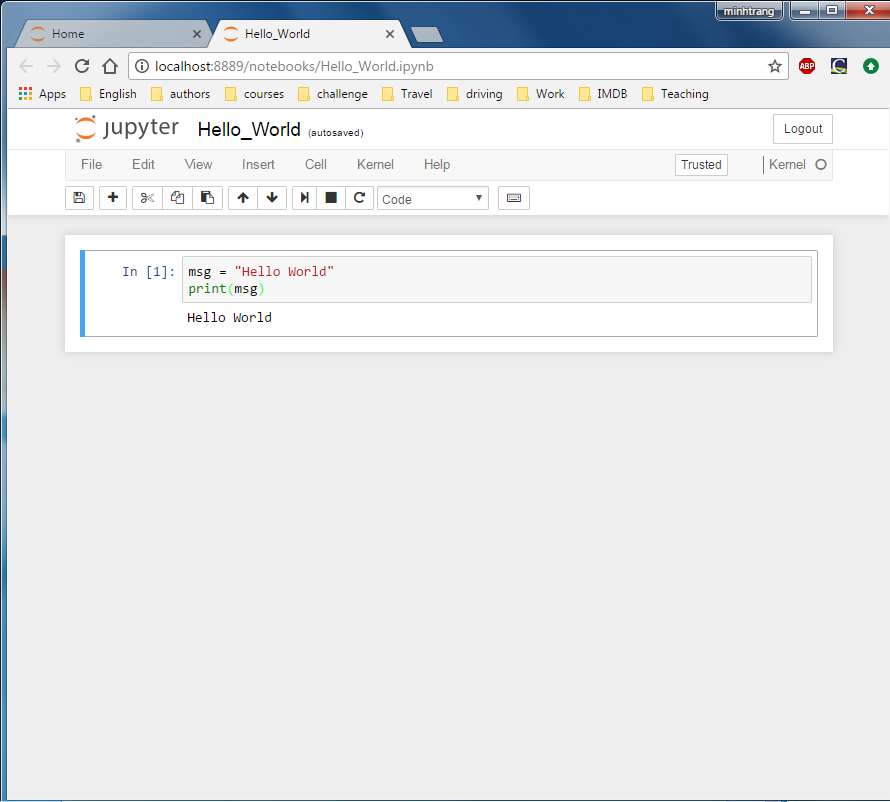 minhtrang
Home
Hello_World
localhost:8889/notebooks/Hello_World.ipynb
ABP
Apps English authors courses challenge Travel driving Work IMDB Teaching
jupyter Hello_World (autosaved) Logout
File Edit View Insert Cell Kernel Help Trusted Kernel
Code
In [1]: msg = "Hello World"
print(msg)
Hello World